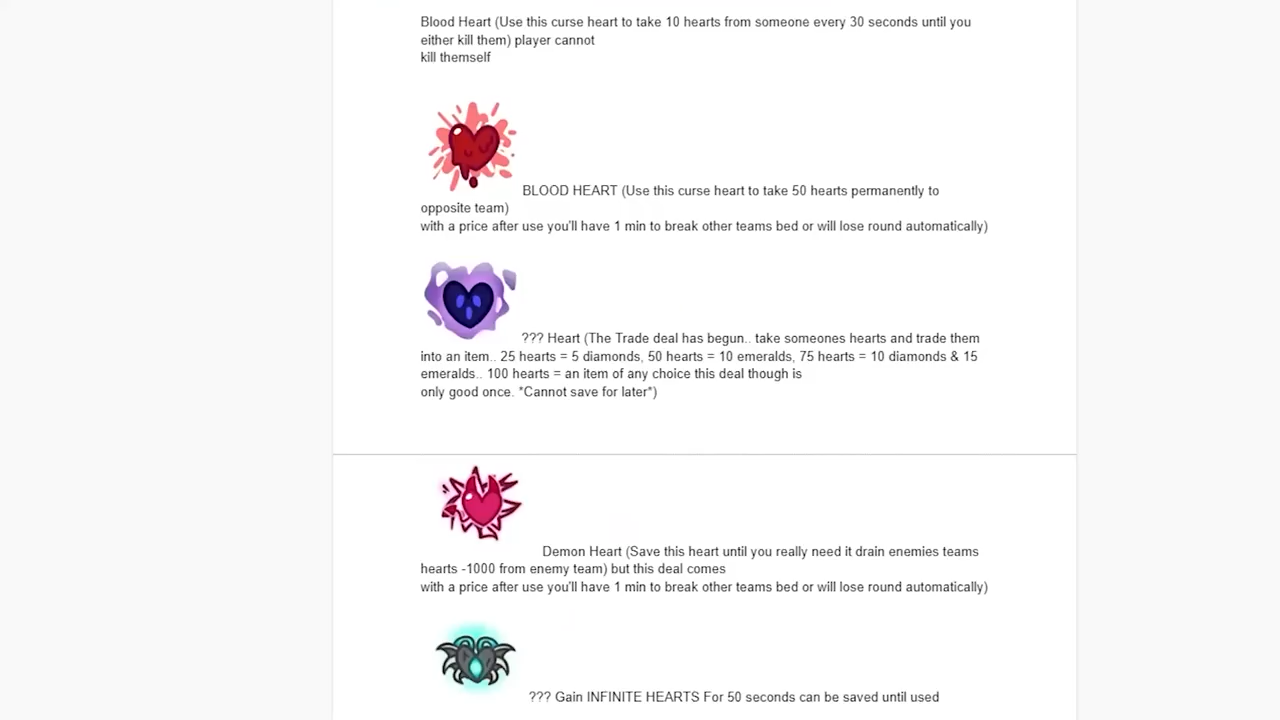 Blood Heart (Use this curse heart to take 10 hearts from someone every 30 seconds until you
either kill them) player cannot
kill themself
BLOOD HEART (Use this curse heart to take 50 hearts permanently to
opposite team)
with a price after use you'll have 1 min to break other teams bed or will lose round automatically)
??? Heart (The Trade deal has begun.. take someones hearts and trade them
into an item.. 25 hearts = 5 diamonds, 50 hearts = 10 emeralds, 75 hearts = 10 diamonds & 15
emeralds.. 100 hearts = an item of any choice this deal though is
only good once. *Cannot save for later*)
Demon Heart (Save this heart until you really need it drain enemies teams
hearts -1000 from enemy team) but this deal comes
with a price after use you'll have 1 min to break other teams bed or will lose round automatically)
??? Gain INFINITE HEARTS For 50 seconds can be saved until used